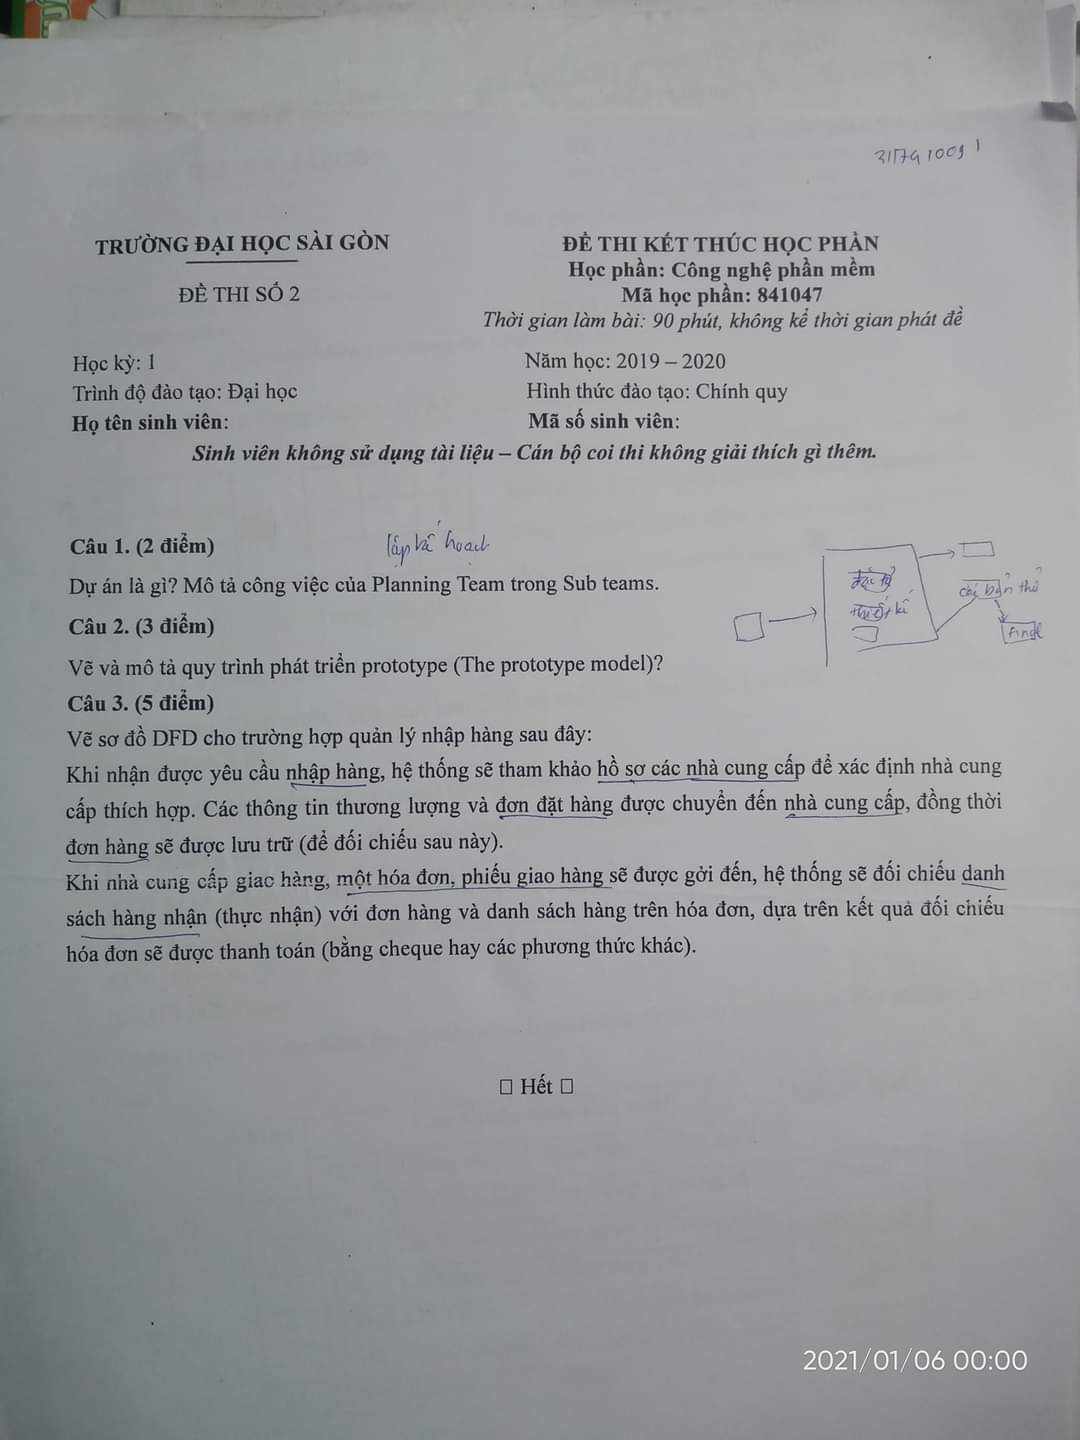 TRƯỜNG ĐẠI HỌC SÀI GÒN
ĐỀ THI SỐ 2
ĐỀ THI KẾT THÚC HỌC PHẦN
Học phần: Công nghệ phần mềm
Mã học phần: 841047
Thời gian làm bài: 90 phút, không kể thời gian phát đề
Học kỳ: 1
Năm học: 2019 – 2020
Trình độ đào tạo: Đại học
Hình thức đào tạo: Chính quy
Họ tên sinh viên:
Mã số sinh viên:
Sinh viên không sử dụng tài liệu – Cán bộ coi thi không giải thích gì thêm.
Câu 1. (2 điểm)
lập kế hoạch
Dự án là gì? Mô tả công việc của Planning Team trong Sub teams.
Câu 2. (3 điểm)
Vẽ và mô tả quy trình phát triển prototype (The prototype model)?
thiết kế
final
Câu 3. (5 điểm)
Vẽ sơ đồ DFD cho trường hợp quản lý nhập hàng sau đây:
Khi nhận được yêu cầu nhập hàng, hệ thống sẽ tham khảo hồ sơ các nhà cung cấp để xác định nhà cung
cấp thích hợp. Các thông tin thương lượng và đơn đặt hàng được chuyển đến nhà cung cấp, đồng thời
đơn hàng sẽ được lưu trữ (để đối chiếu sau này).
Khi nhà cung cấp giao hàng, một hóa đơn, phiếu giao hàng sẽ được gởi đến, hệ thống sẽ đối chiếu danh
sách hàng nhận (thực nhận) với đơn hàng và danh sách hàng trên hóa đơn, dựa trên kết quả đối chiếu
hóa đơn sẽ được thanh toán (bằng cheque hay các phương thức khác).
□ Hết □
2021/01/06 00:00